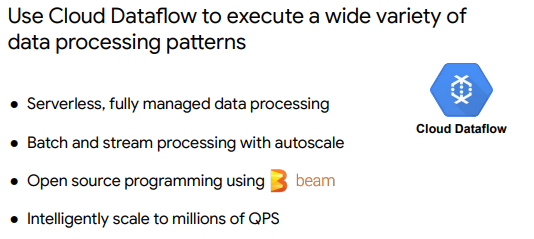 Use Cloud Dataflow to execute a wide variety of
data processing patterns
● Serverless, fully managed data processing
● Batch and stream processing with autoscale
● Open source programming using beam
● Intelligently scale to millions of QPS
Cloud Dataflow